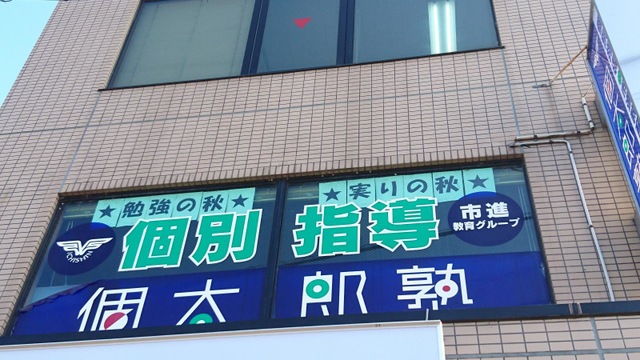 ★勉強の秋★ ★実りの秋★
個別 指導
市進
教育グループ
個太郎塾